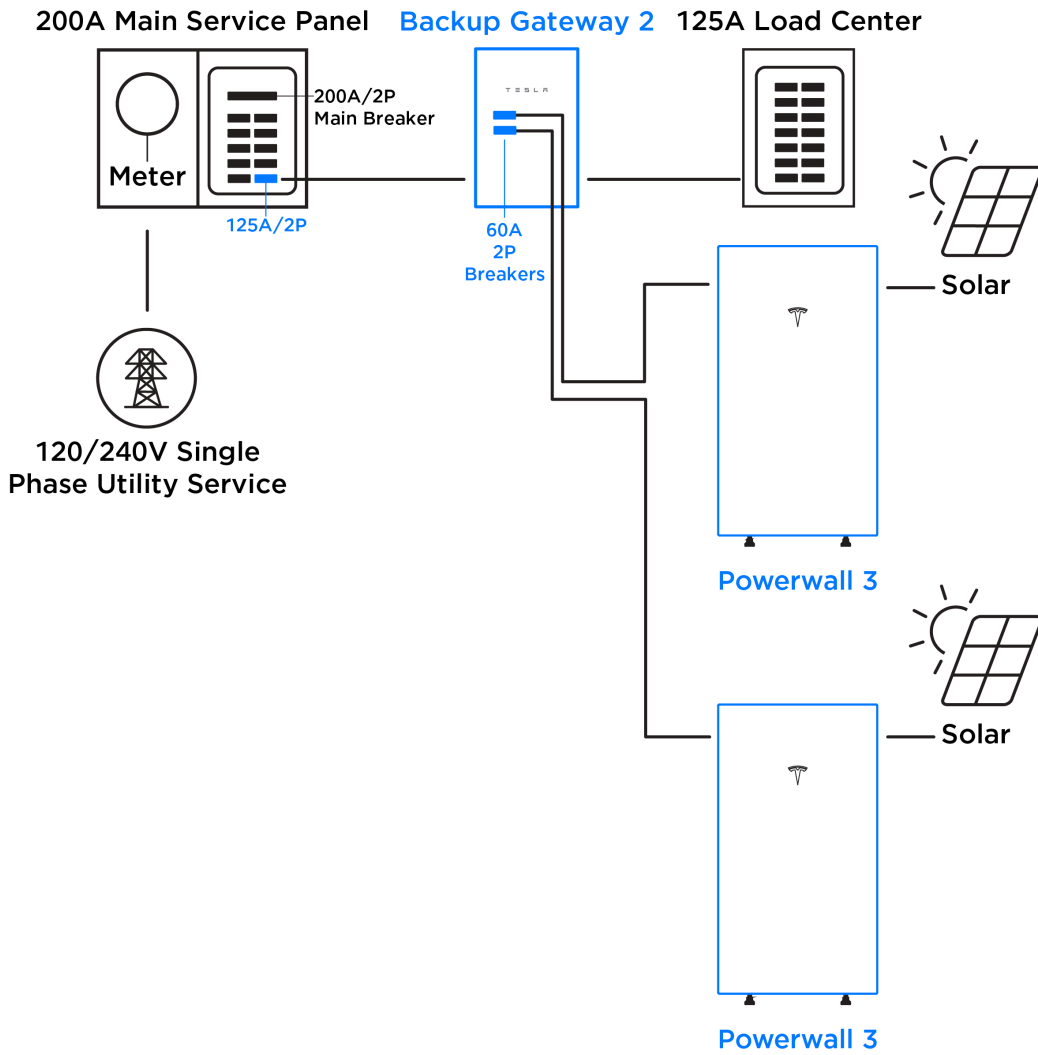 200A Main Service Panel
Backup Gateway 2
125A Load Center
TESLA
200A/2P
Main Breaker
Meter
125A/2P
60A
2P
Breakers
Solar
120/240V Single
Phase Utility Service
Powerwall 3
Solar
Powerwall 3